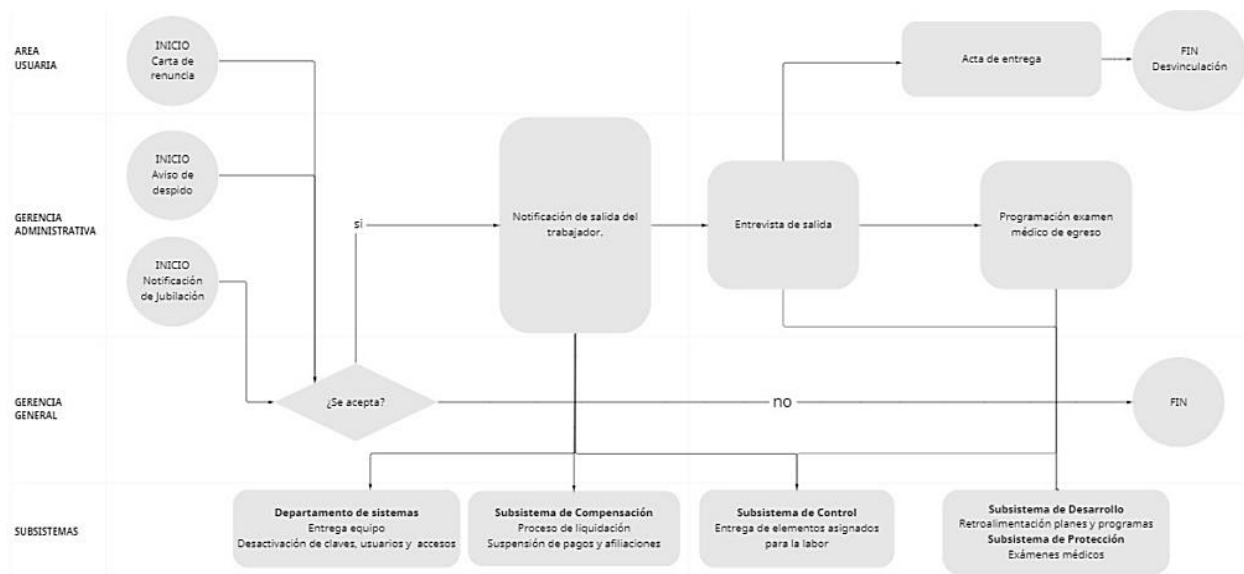 AREA
USUARIA
INICIO
Carta de
renuncia
Acta de entrega
FIN
Desvinculación
INICIO
Aviso de
despido
GERENCIA
ADMINISTRATIVA
si
Notificación de salida del
trabajador.
Entrevista de salida
Programación examen
médico de egreso
INICIO
Notificación
de Jubilación
GERENCIA
GENERAL
¿Se acepta?
no
FIN
SUBSISTEMAS
Departamento de sistemas
Entrega equipo
Desactivación de claves, usuarios y accesos
Subsistema de Compensación
Proceso de liquidación
Suspensión de pagos y afiliaciones
Subsistema de Control
Entrega de elementos asignados
para la labor
Subsistema de Desarrollo
Retroalimentación planes y programas
Subsistema de Protección
Exámenes médicos